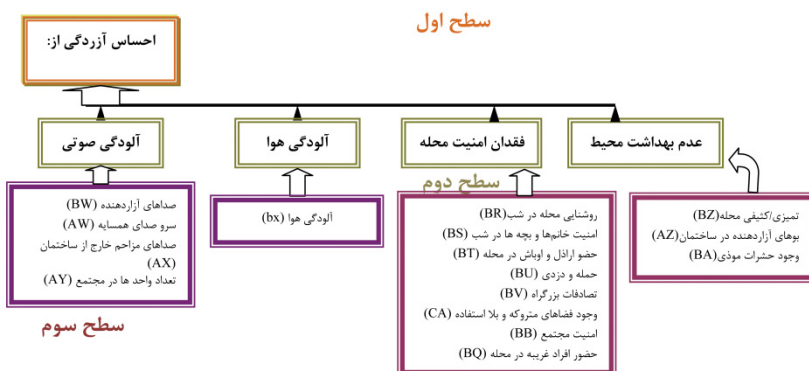 سطح اول
احساس آزردگی از:
عدم بهداشت محیط
فقدان امنیت محله
آلودگی هوا
آلودگی صوتی
سطح دوم
تمیزی/کثیفی محله(BZ)
بوهای آزاردهنده در ساختمان(AZ)
وجود حشرات موذی(BA)
روشنایی محله در شب(BR)
امنیت خانم‌ها و بچه ها در شب (BS)
حضو اراذل و اوباش در محله (BT)
حمله و دزدی (BU)
تصادفات بزرگراه (BV)
وجود فضاهای متروکه و بلا استفاده (CA)
امنیت مجتمع (BB)
حضور افراد غریبه در محله (BQ)
آلودگی هوا (bx)
صداهای آزاردهنده (BW)
سرو صدای همسایه (AW)
صداهای مزاحم خارج از ساختمان
(AX)
تعداد واحد ها در مجتمع (AY)
سطح سوم